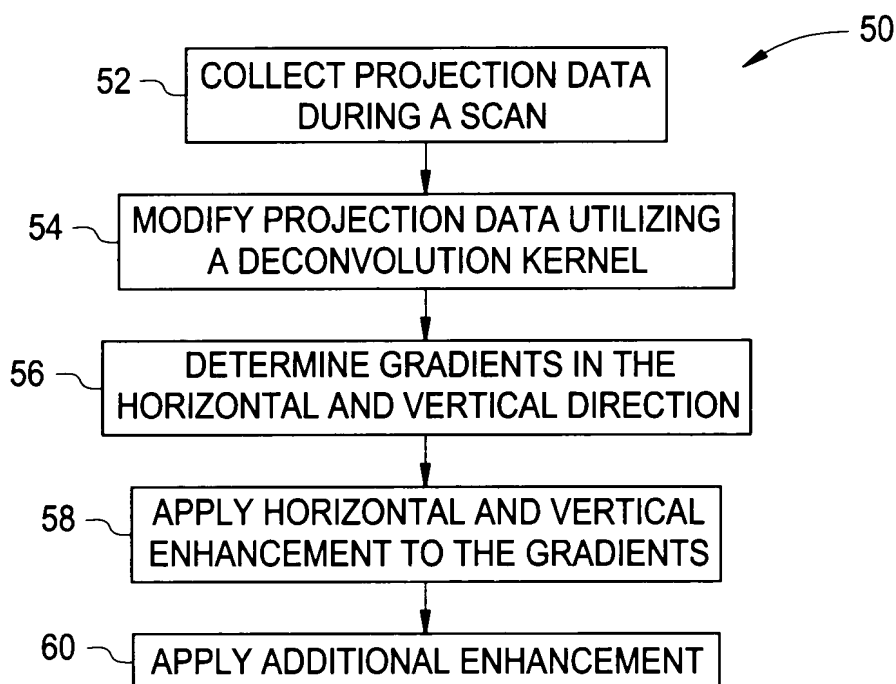 50
52
COLLECT PROJECTION DATA
DURING A SCAN
54
MODIFY PROJECTION DATA UTILIZING
A DECONVOLUTION KERNEL
56
DETERMINE GRADIENTS IN THE
HORIZONTAL AND VERTICAL DIRECTION
58
APPLY HORIZONTAL AND VERTICAL
ENHANCEMENT TO THE GRADIENTS
60
APPLY ADDITIONAL ENHANCEMENT